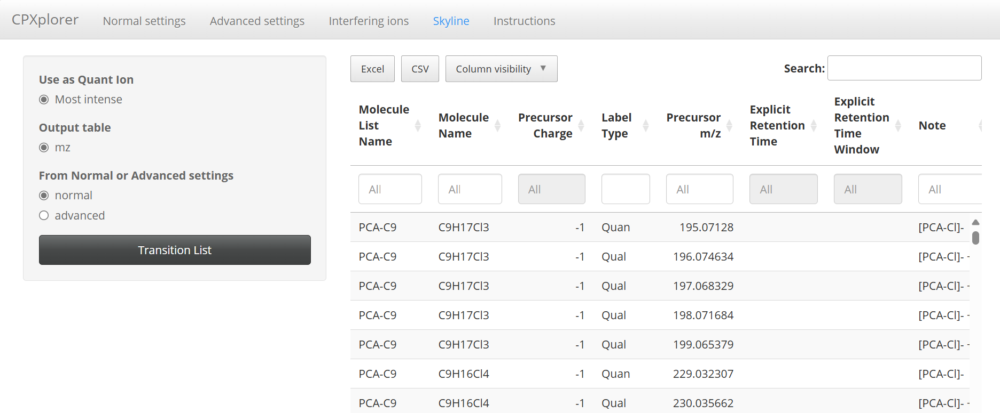 CPXplorer Normal settings Advanced settings Interfering ions Skyline Instructions
Use as Quant Ion
Most intense
Output table
mz
From Normal or Advanced settings
normal
advanced
Transition List
Excel CSV Column visibility ▼ Search:
Molecule List Name Molecule Name Precursor Charge Label Type Precursor m/z Explicit Retention Time Explicit Retention Time Window Note
All All All All All All All
PCA-C9 C9H17Cl3 -1 Quan 195.07128 [PCA-Cl]-
PCA-C9 C9H17Cl3 -1 Qual 196.074634 [PCA-Cl]-
PCA-C9 C9H17Cl3 -1 Qual 197.068329 [PCA-Cl]-
PCA-C9 C9H17Cl3 -1 Qual 198.071684 [PCA-Cl]-
PCA-C9 C9H17Cl3 -1 Qual 199.065379 [PCA-Cl]-
PCA-C9 C9H16Cl4 -1 Quan 229.032307 [PCA-Cl]-
PCA-C9 C9H16Cl4 -1 Qual 230.035662 [PCA-Cl]-